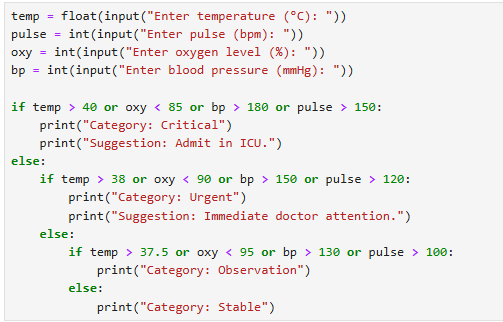 temp = float(input("Enter temperature (°C): "))
pulse = int(input("Enter pulse (bpm): "))
oxy = int(input("Enter oxygen level (%): "))
bp = int(input("Enter blood pressure (mmHg): "))

if temp > 40 or oxy < 85 or bp > 180 or pulse > 150:
    print("Category: Critical")
    print("Suggestion: Admit in ICU.")
else:
    if temp > 38 or oxy < 90 or bp > 150 or pulse > 120:
        print("Category: Urgent")
        print("Suggestion: Immediate doctor attention.")
    else:
        if temp > 37.5 or oxy < 95 or bp > 130 or pulse > 100:
            print("Category: Observation")
        else:
            print("Category: Stable")